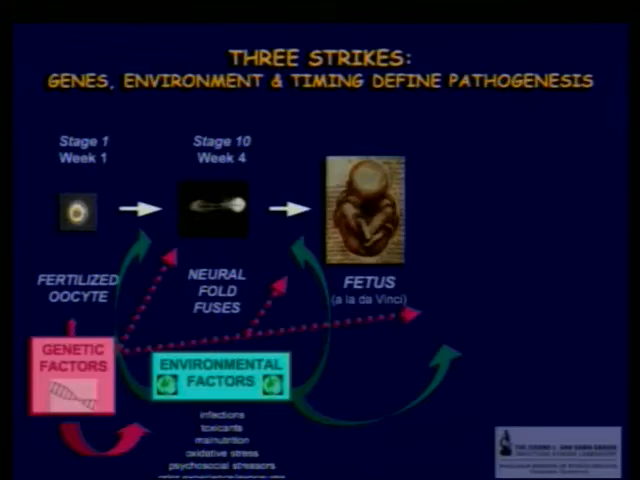 THREE STRIKES:
GENES, ENVIRONMENT & TIMING DEFINE PATHOGENESIS
Stage 1
Week 1
Stage 10
Week 4
FERTILIZED
OOCYTE
NEURAL
FOLD
FUSES
FETUS
(a la da Vinci)
GENETIC
FACTORS
ENVIRONMENTAL
FACTORS
infections
toxicants
malnutrition
oxidative stress
psychosocial stressors